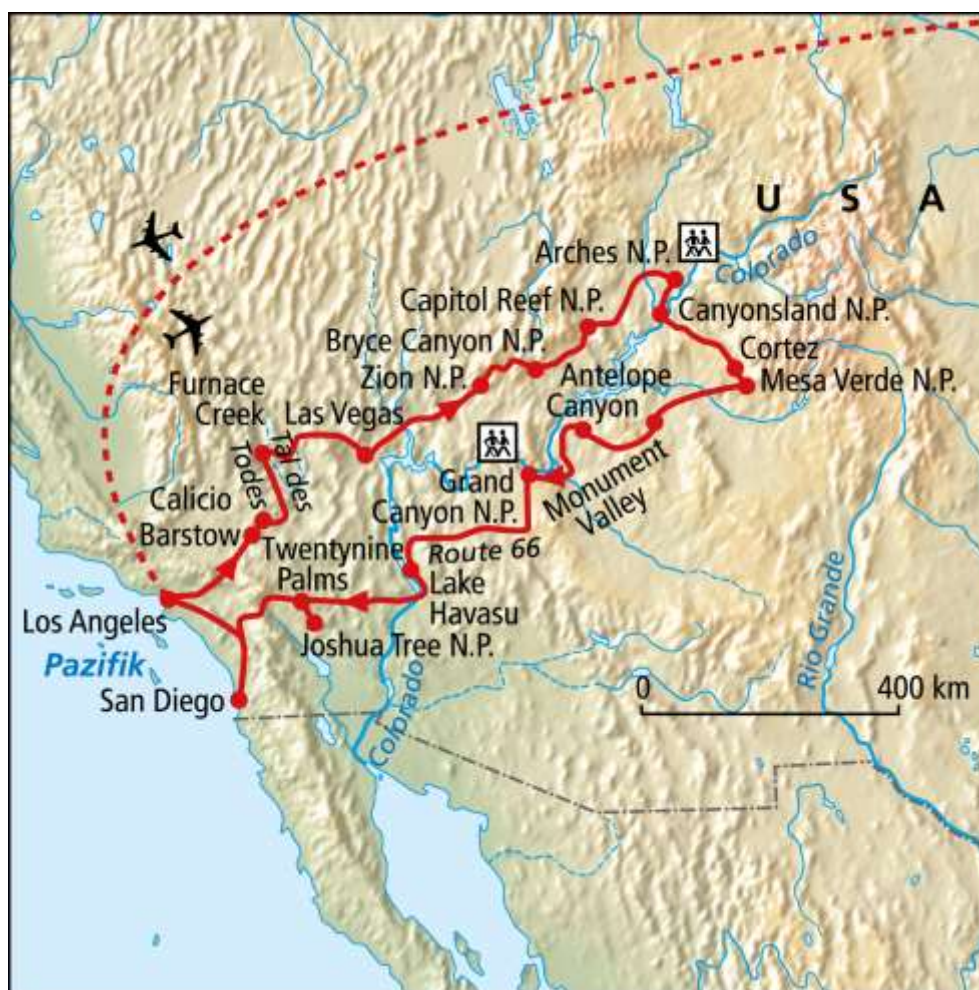 U S A
Arches N.P.
Colorado
Capitol Reef N.P.
Canyonsland N.P.
Bryce Canyon N.P.
Cortez
Zion N.P.
Antelope
Canyon
Mesa Verde N.P.
Furnace
Creek
Las Vegas
Tal des
Todes
Grand
Canyon N.P.
Monument
Valley
Calicio
Barstow
Route 66
Twentynine
Palms
Lake
Havasu
Los Angeles
Joshua Tree N.P.
Pazifik
San Diego
Colorado
Rio Grande
0 400 km